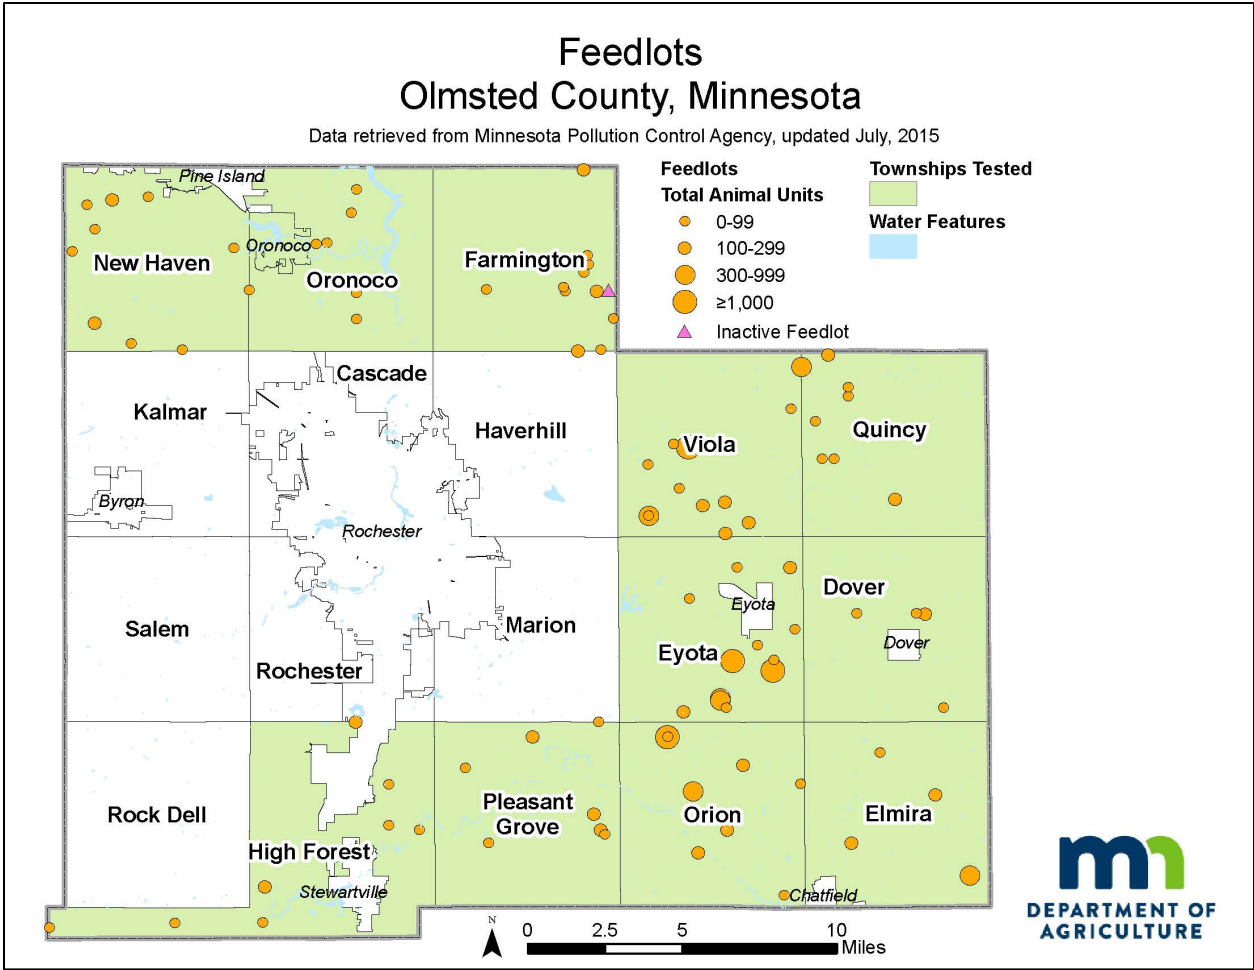 Feedlots
Olmsted County, Minnesota
Data retrieved from Minnesota Pollution Control Agency, updated July, 2015
Feedlots
Total Animal Units
0-99
100-299
300-999
≥1,000
Inactive Feedlot
Townships Tested
Water Features
Pine Island
Oronoco
New Haven
Oronoco
Farmington
Cascade
Kalmar
Haverhill
Viola
Quincy
Byron
Rochester
Eyota
Dover
Salem
Marion
Dover
Rochester
Eyota
Rock Dell
Pleasant
Grove
Orion
Elmira
High Forest
Stewartville
Chatfield
N
0 2.5 5 10
Miles
mn
DEPARTMENT OF
AGRICULTURE